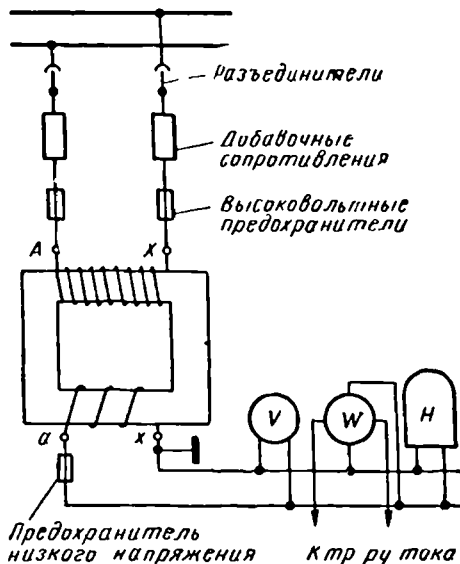 Разъединители
Добавочные
сопротивления
Высоковольтные
предохранители
А
Х
а
х
V
W
Н
Предохранитель
низкого напряжения
К тр ру тока